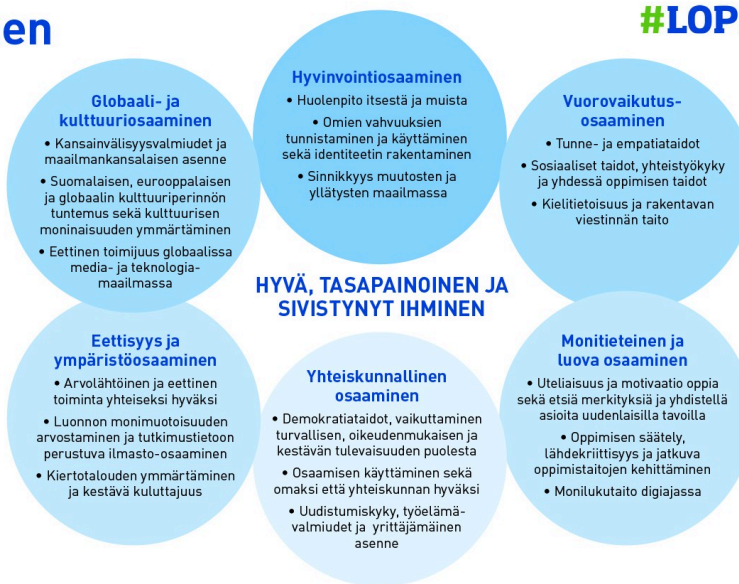 en
#LOP
Hyvinvointiosaaminen
• Huolenpito itsestä ja muista
• Omien vahvuuksien
tunnistaminen ja käyttäminen
sekä identiteetin rakentaminen
• Sinnikkyys muutosten ja
yllätysten maailmassa
Globaali- ja
kulttuuriosaaminen
• Kansainvälisyysvalmiudet ja
maailmankansalaisen asenne
• Suomalaisen, eurooppalaisen
ja globaalin kulttuuriperinnön
tuntemus sekä kulttuurisen
moninaisuuden ymmärtäminen
• Eettinen toimijuus globaalissa
media- ja teknologia-
maailmassa
Vuorovaikutus-
osaaminen
• Tunne- ja empatiataidot
• Sosiaaliset taidot, yhteistyökyky
ja yhdessä oppimisen taidot
• Kielitietoisuus ja rakentavan
viestinnän taito
HYVÄ, TASAPAINOINEN JA
SIVISTYNYT IHMINEN
Eettisyys ja
ympäristöosaaminen
• Arvolähtöinen ja eettinen
toiminta yhteiseksi hyväksi
• Luonnon monimuotoisuuden
arvostaminen ja tutkimustietoon
perustuva ilmasto-osaaminen
• Kiertotalouden ymmärtäminen
ja kestävä kuluttajuus
Yhteiskunnallinen
osaaminen
• Demokratiataidot, vaikuttaminen
turvallisen, oikeudenmukaisen ja
kestävän tulevaisuuden puolesta
• Osaamisen käyttäminen sekä
omaksi että yhteiskunnan hyväksi
• Uudistumiskyky, työelämä-
valmiudet ja yrittäjämäinen
asenne
Monitieteinen ja
luova osaaminen
• Uteliaisuus ja motivaatio oppia
sekä etsiä merkityksiä ja yhdistellä
asioita uudenlaisilla tavoilla
• Oppimisen säätely,
lähdekriittisyys ja jatkuva
oppimistaitojen kehittäminen
• Monilukutaito digiajassa